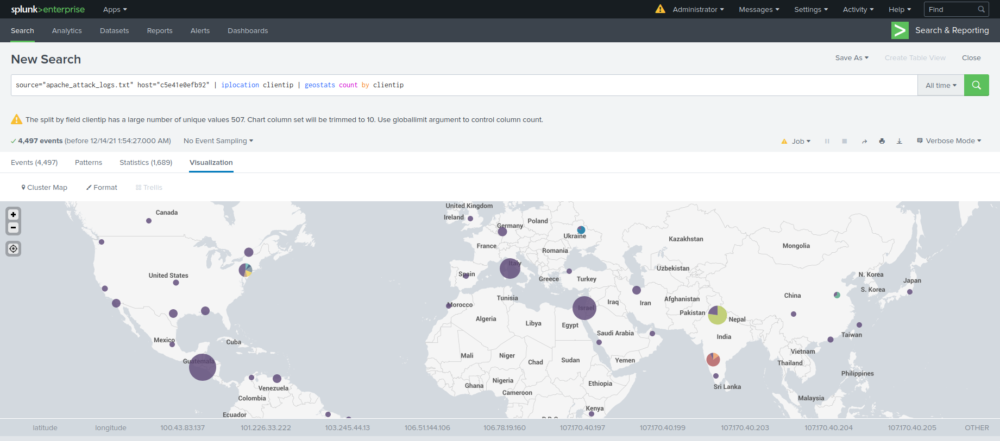 splunk>enterprise Apps Administrator Messages Settings Activity Help Find
Search Analytics Datasets Reports Alerts Dashboards Search & Reporting
New Search Save As Create Table View Close
source="apache_attack_logs.txt" host="c5e41e0efb92" | iplocation clientip | geostats count by clientip All time
The split by field clientip has a large number of unique values 507. Chart column set will be trimmed to 10. Use globallimit argument to control column count.
4,497 events (before 12/14/21 1:54:27.000 AM) No Event Sampling Job Verbose Mode
Events (4,497) Patterns Statistics (1,689) Visualization
Cluster Map Format Trellis
United Kingdom
Canada
Ireland
Germany
Poland
Ukraine
Kazakhstan
France
Mongolia
Romania
Italy
Uzbekistan
Spain
United States
Greece
Turkey
N. Korea
Japan
S. Korea
China
Tunisia
Afghanistan
Iraq
Iran
Morocco
Israel
Pakistan
Algeria
Nepal
Libya
Egypt
Saudi Arabia
Taiwan
India
Mexico
Cuba
Vietnam
Mali
Niger
Chad
Sudan
Yemen
Guatemala
Thailand
Philippines
Nigeria
Ethiopia
Ghana
Venezuela
Sri Lanka
Cameroon
Colombia
Malaysia
Kenya
Ecuador
latitude longitude 100.43.83.137 101.226.33.222 103.245.44.13 106.51.144.106 106.78.19.160 107.170.40.197 107.170.40.199 107.170.40.203 107.170.40.204 107.170.40.205 OTHER